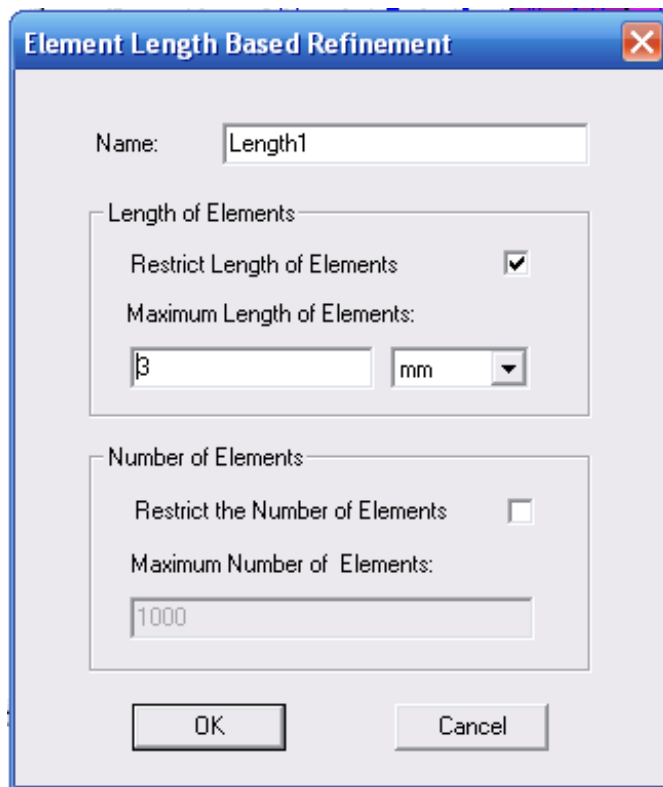 Element Length Based Refinement
Name: Length1
Length of Elements
Restrict Length of Elements
Maximum Length of Elements:
3 mm
Number of Elements
Restrict the Number of Elements
Maximum Number of Elements:
1000
OK Cancel